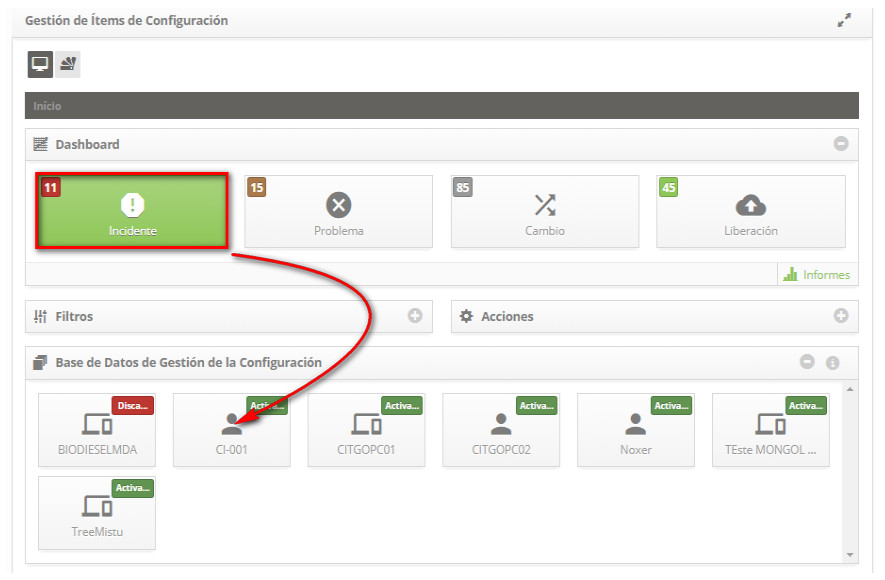 Gestión de Ítems de Configuración
Início
Dashboard
11
Incidente
15
Problema
85
Cambio
45
Liberación
Informes
Filtros
Acciones
Base de Datos de Gestión de la Configuración
Disca...
BIODIESELMDA
Activa...
CI-001
Activa...
CITGOPC01
Activa...
CITGOPC02
Activa...
Noxer
Activa...
TEste MONGOL ...
Activa...
TreeMistu